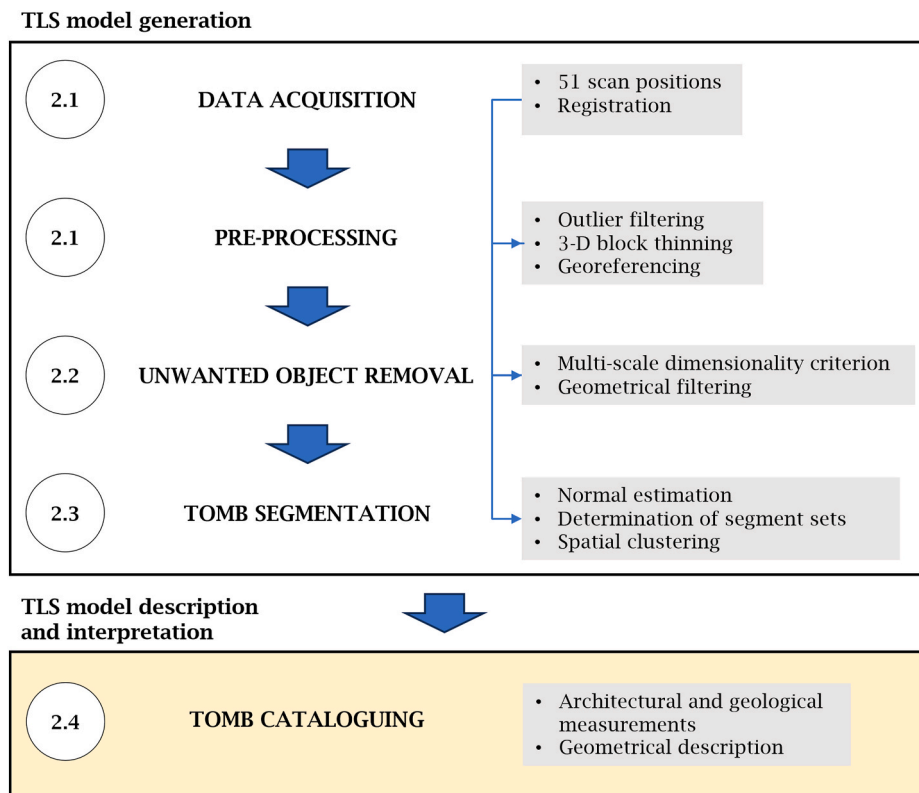 TLS model generation
2.1
DATA ACQUISITION
• 51 scan positions
• Registration
2.1
PRE-PROCESSING
• Outlier filtering
• 3-D block thinning
• Georeferencing
2.2
UNWANTED OBJECT REMOVAL
• Multi-scale dimensionality criterion
• Geometrical filtering
2.3
TOMB SEGMENTATION
• Normal estimation
• Determination of segment sets
• Spatial clustering
TLS model description
and interpretation
2.4
TOMB CATALOGUING
• Architectural and geological
measurements
• Geometrical description